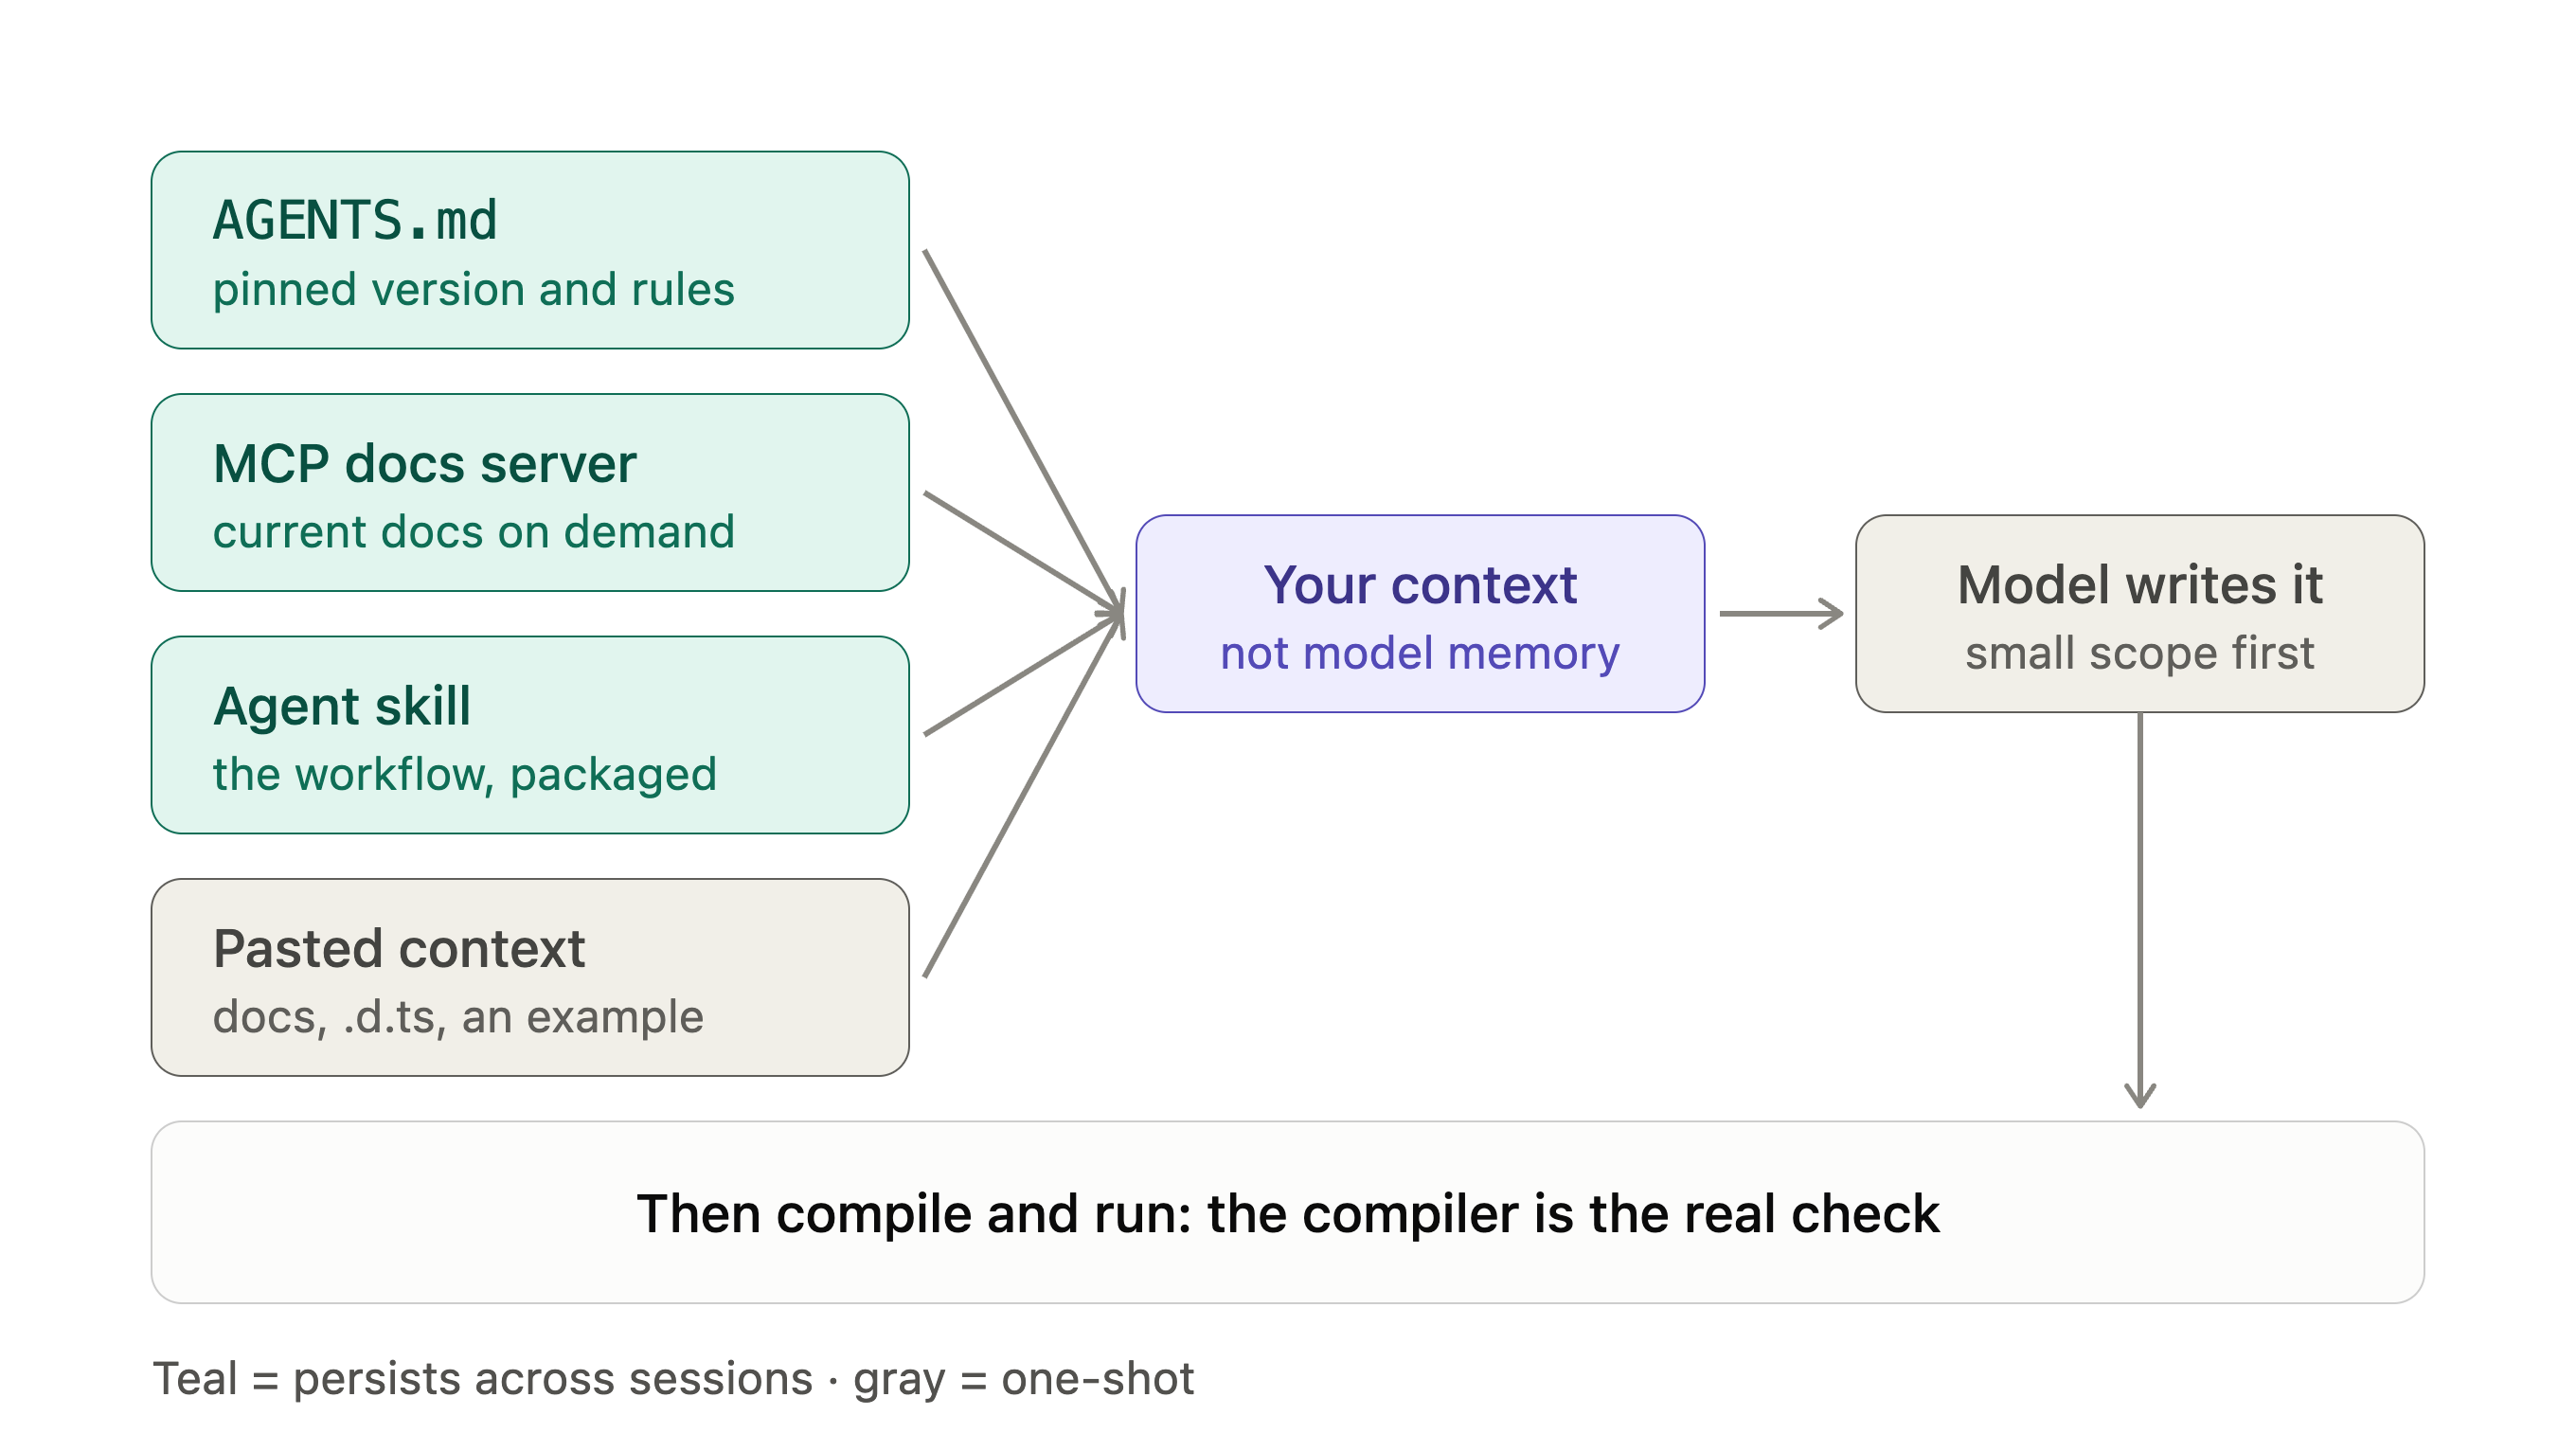 AGENTS.md
pinned version and rules
MCP docs server
current docs on demand
Agent skill
the workflow, packaged
Pasted context
docs, .d.ts, an example
Your context
not model memory
Model writes it
small scope first
Then compile and run: the compiler is the real check
Teal = persists across sessions · gray = one-shot